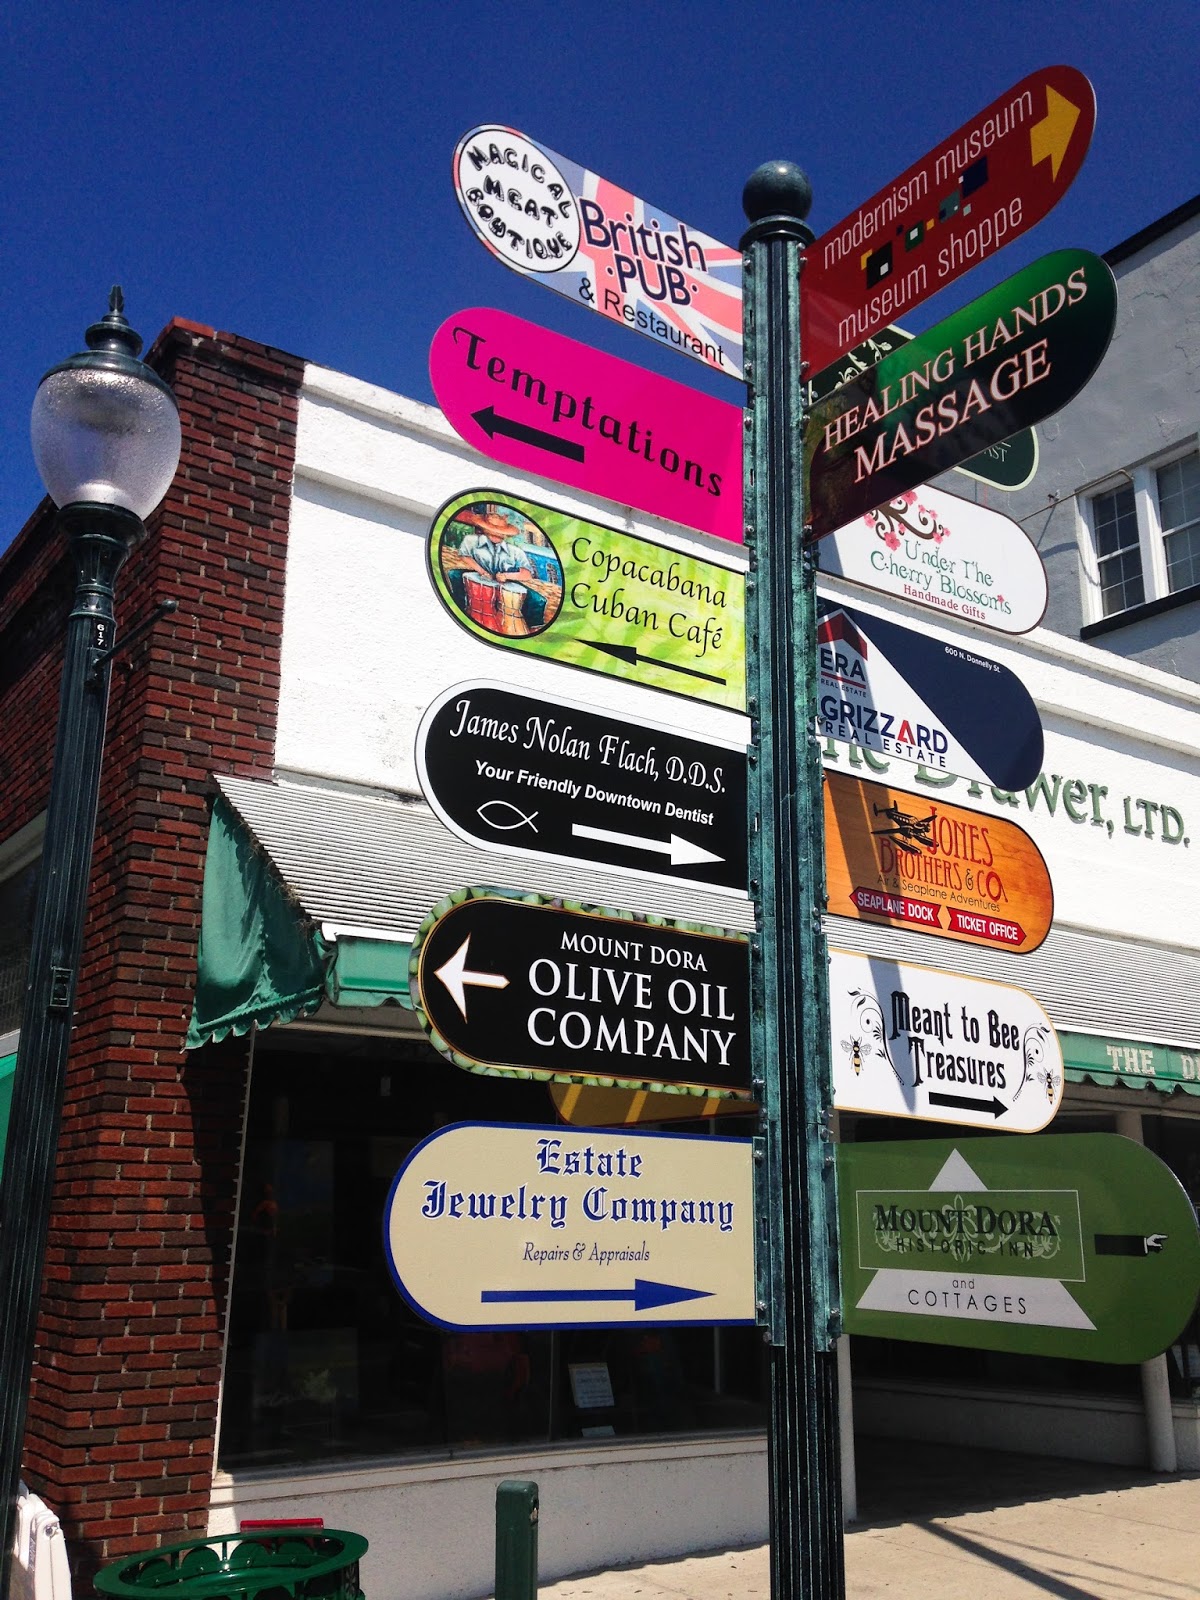 MAGICAL
MEAT
BOUTIQUE
British
·PUB·
& Restaurant
modernism museum
museum shoppe
Temptations
HEALING HANDS
MASSAGE
Copacabana
Cuban Café
Under The
Cherry Blossoms
Handmade Gifts
600 N. Donnelly St.
ERA
REAL ESTATE
GRIZZARD
REAL ESTATE
James Nolan Flach, D.D.S.
Your Friendly Downtown Dentist
JONES
BROTHERS & CO.
Air & Seaplane Adventures
SEAPLANE DOCK
TICKET OFFICE
Drawer, LTD.
MOUNT DORA
OLIVE OIL
COMPANY
Meant to Bee
Treasures
THE
Estate
Jewelry Company
Repairs & Appraisals
MOUNT DORA
HISTORIC INN
and
COTTAGES
617